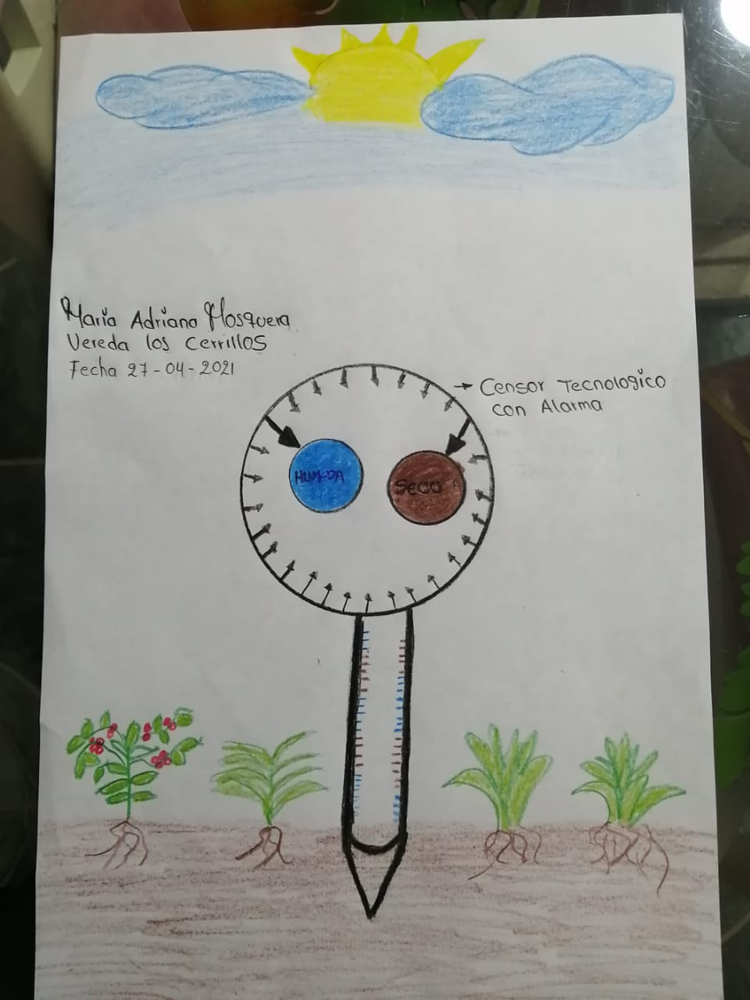 Maria Adriana Mosquera
Vereda los Cerrillos
Fecha 27-04-2021
Censor Tecnologico
con Alarma
HUMEDA
SECO